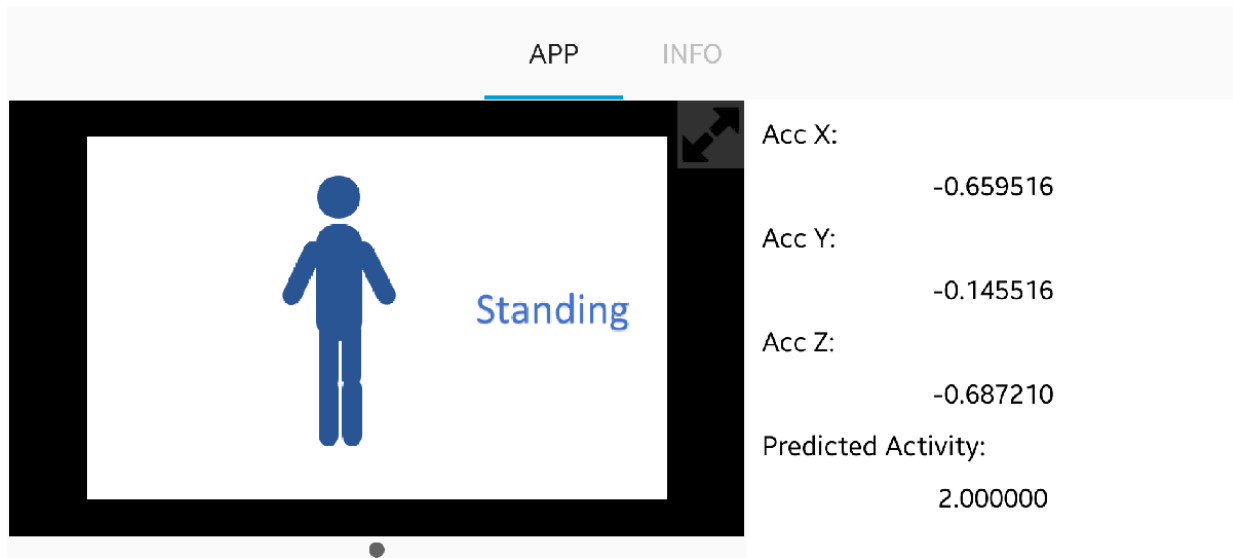 APP INFO
Standing
Acc X:
-0.659516
Acc Y:
-0.145516
Acc Z:
-0.687210
Predicted Activity:
2.000000